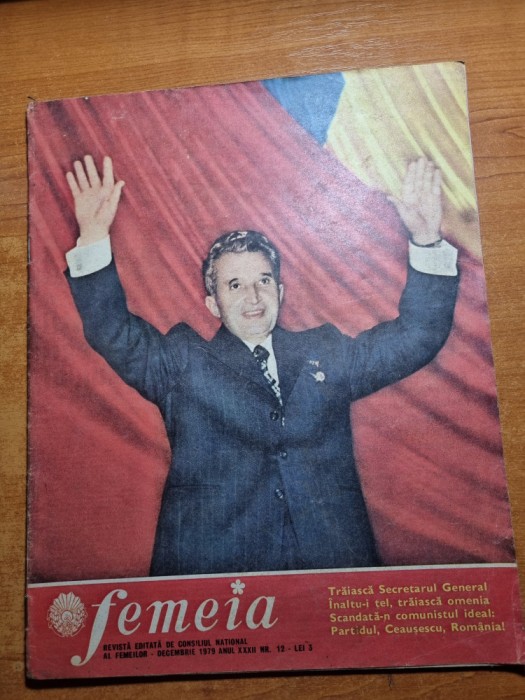 femeia
REVISTĂ EDITATĂ DE CONSILIUL NAȚIONAL
AL FEMEILOR - DECEMBRIE 1979 ANUL XXXII NR. 12 - LEI 3
Trăiască Secretarul General
Înaltu-i țel, trăiască omenia
Scandată-n comunistul ideal:
Partidul, Ceaușescu, România!